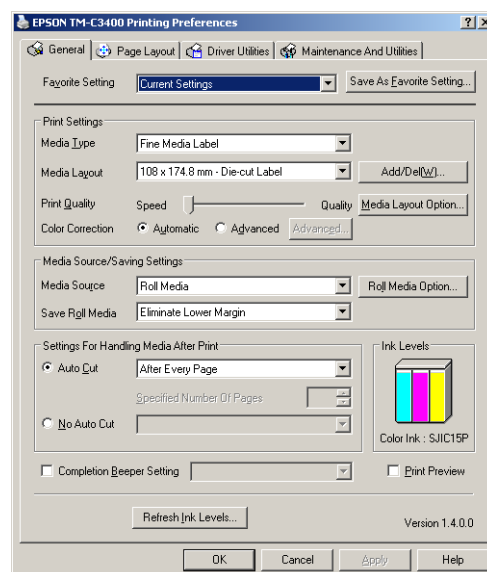 EPSON TM-C3400 Printing Preferences
General Page Layout Driver Utilities Maintenance And Utilities
Favorite Setting Current Settings Save As Favorite Setting...
Print Settings
Media Type Fine Media Label
Media Layout 108 x 174.8 mm - Die-cut Label Add/Del(W)...
Print Quality Speed Quality Media Layout Option...
Color Correction Automatic Advanced Advanced...
Media Source/Saving Settings
Media Source Roll Media Roll Media Option...
Save Roll Media Eliminate Lower Margin
Settings For Handling Media After Print Ink Levels
Auto Cut After Every Page
Specified Number Of Pages
No Auto Cut
Color Ink : SJIC15P
Completion Beeper Setting Print Preview
Refresh Ink Levels... Version 1.4.0.0
OK Cancel Apply Help